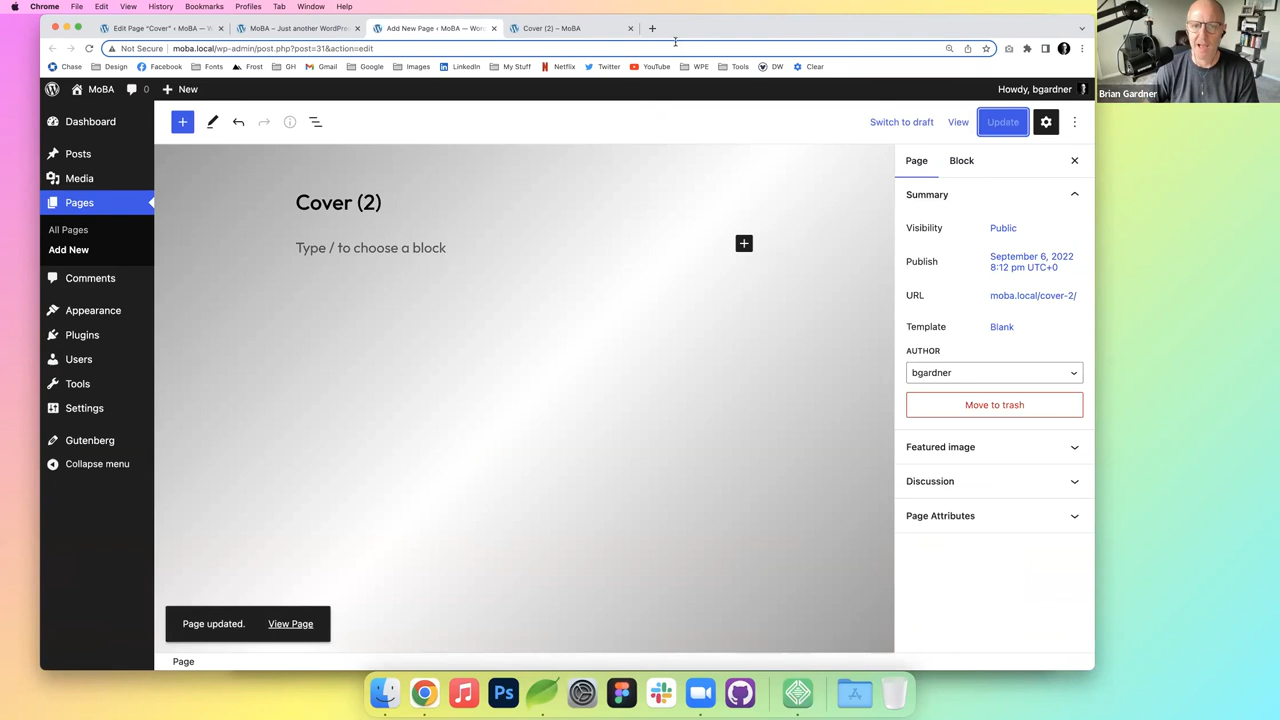 Chrome File Edit View History Bookmarks Profiles Tab Window Help
Edit Page “Cover” ‹ MoBA — W
MoBA – Just another WordPres
Add New Page ‹ MoBA — Word
Cover (2) – MoBA
Not Secure moba.local/wp-admin/post.php?post=31&action=edit
Chase Design Facebook Fonts Frost GH Gmail Google Images LinkedIn My Stuff Netflix Twitter YouTube WPE Tools DW Clear
Brian Gardner
MoBA 0 New Howdy, bgardner
Dashboard
Posts
Media
Pages
All Pages
Add New
Comments
Appearance
Plugins
Users
Tools
Settings
Gutenberg
Collapse menu
Switch to draft View Update
Cover (2)
Type / to choose a block
Page updated. View Page
Page
Page Block
Summary
Visibility Public
Publish September 6, 2022
8:12 pm UTC+0
URL moba.local/cover-2/
Template Blank
AUTHOR
bgardner
Move to trash
Featured image
Discussion
Page Attributes
Ps